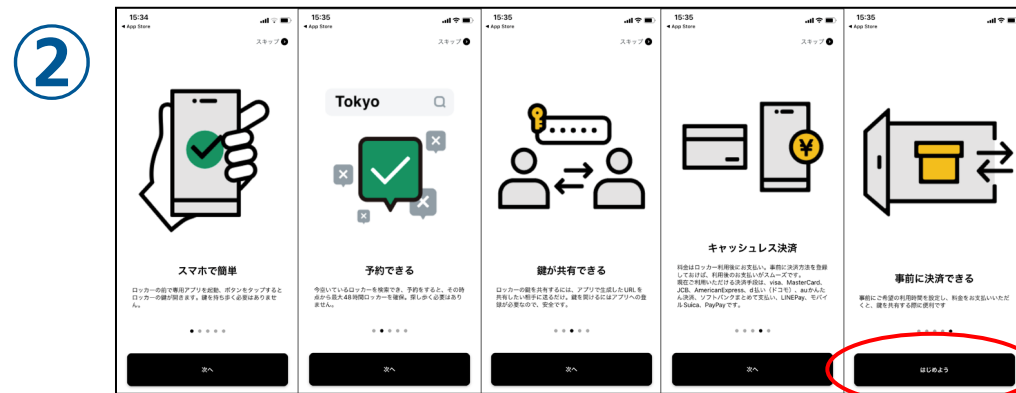 ②
15:34
◀ App Store
スキップ
スマホで簡単
ロッカーの前で専用アプリを起動、ボタンをタップすると
ロッカーの鍵が開きます。鍵を持ち歩く必要はありませ
ん。
次へ
15:35
◀ App Store
スキップ
Tokyo
予約できる
今空いているロッカーを検索でき、予約をすると、その時
点から最大48時間ロッカーを確保。探し歩く必要はあり
ません。
次へ
15:35
◀ App Store
スキップ
鍵が共有できる
ロッカーの鍵を共有するには、アプリで生成したURLを
共有したい相手に送るだけ。鍵を開けるにはアプリへの登
録が必要なので、安全です。
次へ
15:35
◀ App Store
スキップ
¥
キャッシュレス決済
料金はロッカー利用後にお支払い。事前に決済方法を登録
しておけば、利用後のお支払いがスムーズです。
現在ご利用いただける決済手段は、visa、MasterCard、
JCB、AmericanExpress、d払い（ドコモ）、auかんた
ん決済、ソフトバンクまとめて支払い、LINEPay、モバイ
ルSuica、PayPayです。
次へ
15:35
◀ App Store
事前に決済できる
事前にご希望の利用時間を設定し、料金をお支払いいただ
くと、鍵を共有する際に便利です
はじめよう